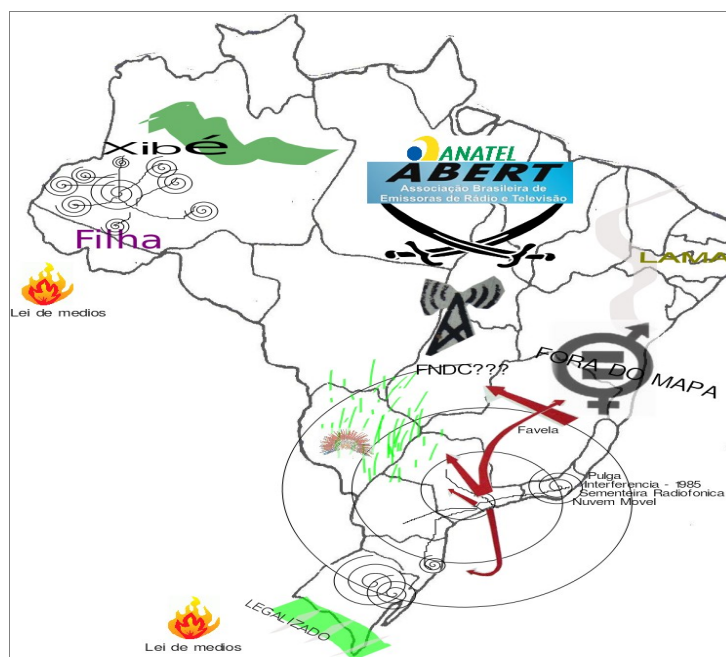 ANATEL
ABERT
Associação Brasileira de
Emissoras de Rádio e Televisão
Xibé
Filha
LAMA
Lei de medios
FNDC???
FORA DO MAPA
Favela
Pulga
Interferencia - 1985
Sementeira Radiofonica
Nuvem Movel
LEGALIZADO
Lei de medios